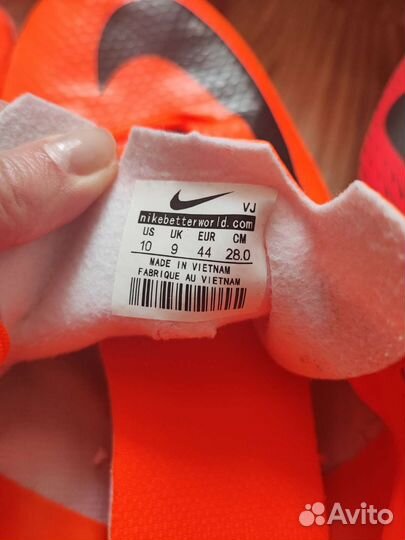 VJ
nikebetterworld.com
US UK EUR CM
10 9 44 28.0
MADE IN VIETNAM
FABRIQUE AU VIETNAM
Avito